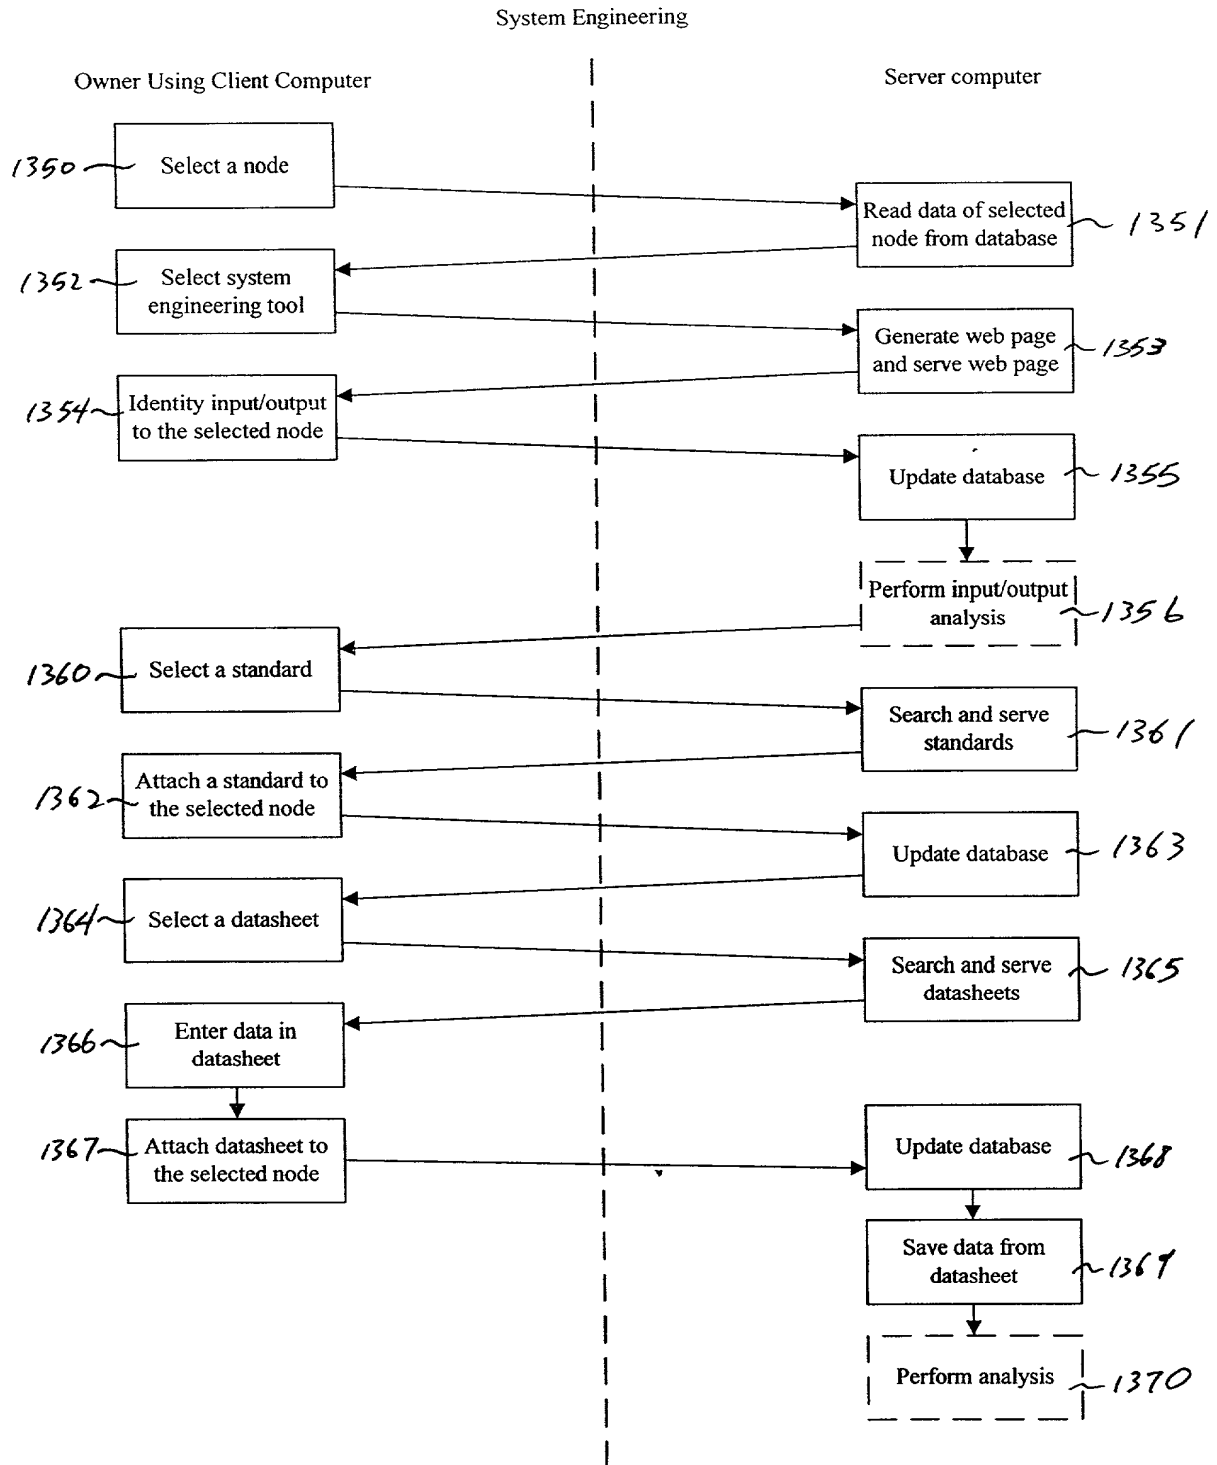 System Engineering
Owner Using Client Computer
Server computer
1350
Select a node
Read data of selected
node from database
1351
1352
Select system
engineering tool
Generate web page
and serve web page
1353
1354
Identity input/output
to the selected node
Update database
1355
Perform input/output
analysis
1356
1360
Select a standard
Search and serve
standards
1361
1362
Attach a standard to
the selected node
Update database
1363
1364
Select a datasheet
Search and serve
datasheets
1365
1366
Enter data in
datasheet
1367
Attach datasheet to
the selected node
Update database
1368
Save data from
datasheet
1369
Perform analysis
1370